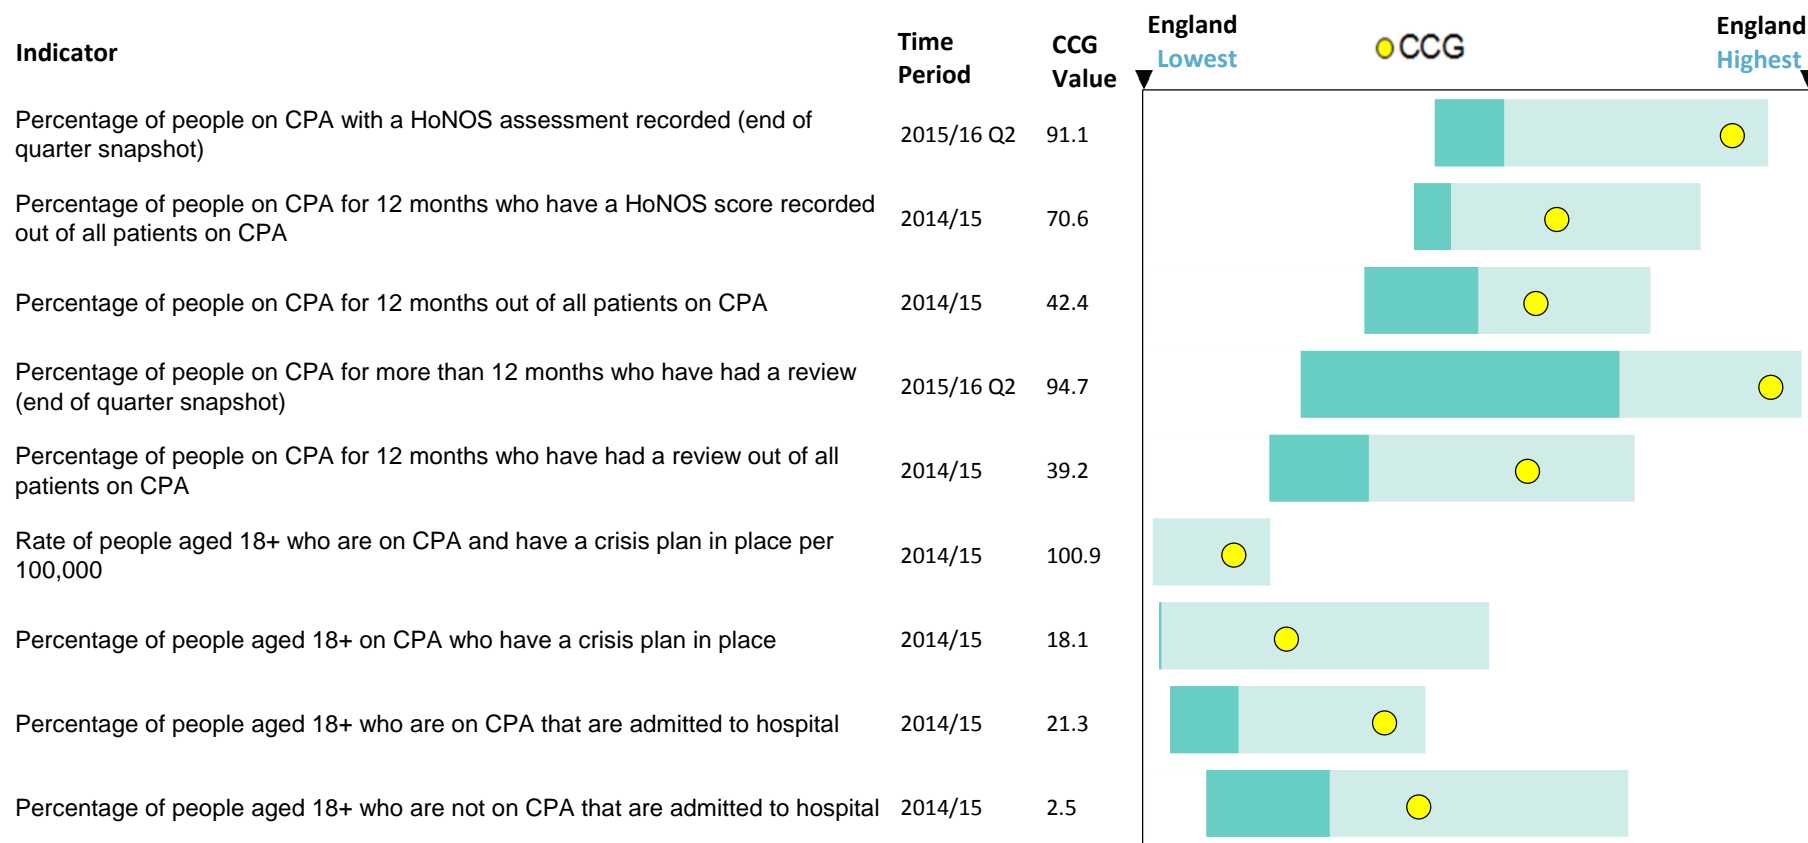 Indicator
Time
Period
CCG
Value
England
Lowest
CCG
England
Highest
Percentage of people on CPA with a HoNOS assessment recorded (end of
quarter snapshot)
2015/16 Q2
91.1
Percentage of people on CPA for 12 months who have a HoNOS score recorded
out of all patients on CPA
2014/15
70.6
Percentage of people on CPA for 12 months out of all patients on CPA
2014/15
42.4
Percentage of people on CPA for more than 12 months who have had a review
(end of quarter snapshot)
2015/16 Q2
94.7
Percentage of people on CPA for 12 months who have had a review out of all
patients on CPA
2014/15
39.2
Rate of people aged 18+ who are on CPA and have a crisis plan in place per
100,000
2014/15
100.9
Percentage of people aged 18+ on CPA who have a crisis plan in place
2014/15
18.1
Percentage of people aged 18+ who are on CPA that are admitted to hospital
2014/15
21.3
Percentage of people aged 18+ who are not on CPA that are admitted to hospital
2014/15
2.5